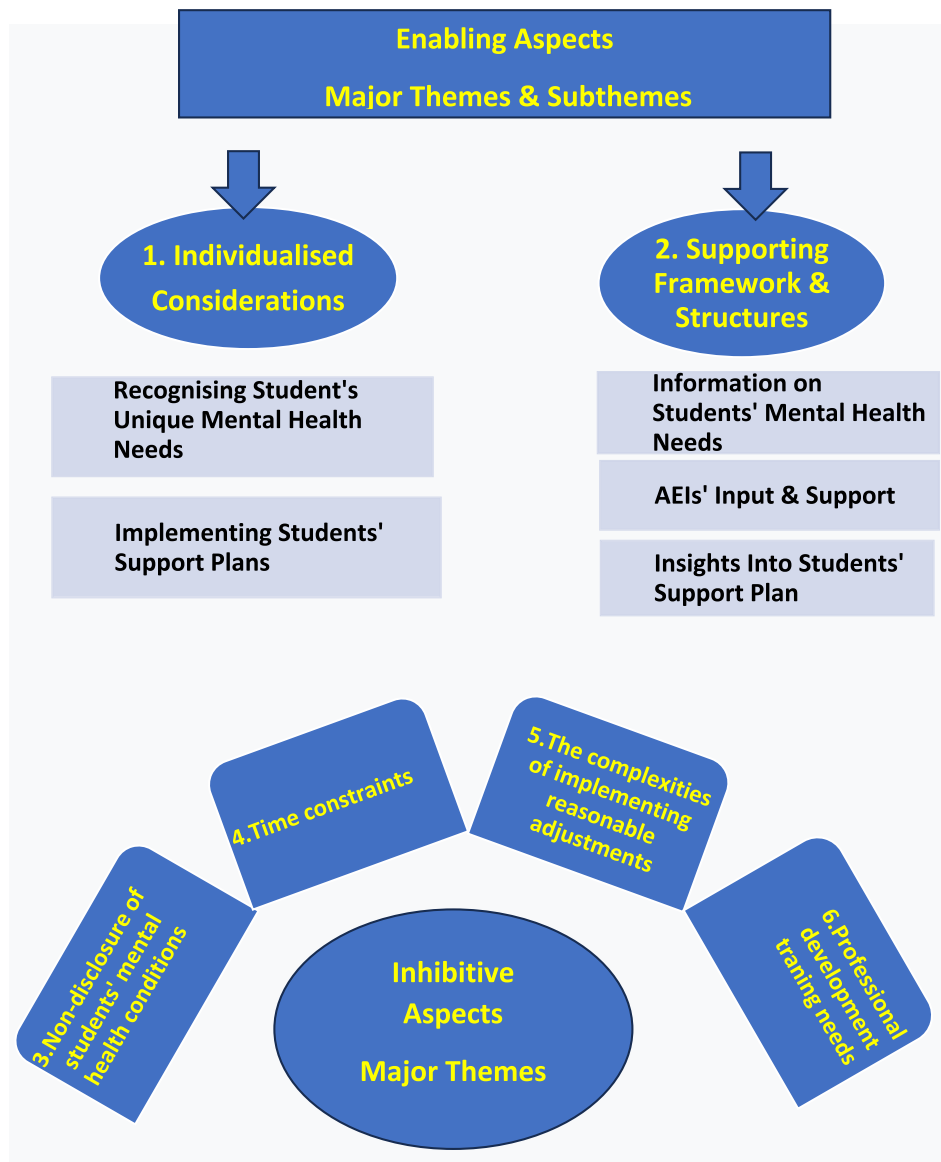 Enabling Aspects
Major Themes & Subthemes
1. Individualised
Considerations
2. Supporting
Framework &
Structures
Recognising Student's
Unique Mental Health
Needs
Implementing Students'
Support Plans
Information on
Students' Mental Health
Needs
AEIs' Input & Support
Insights Into Students'
Support Plan
3.Non-disclosure of
students' mental
health conditions
4.Time constraints
5.The complexities
of implementing
reasonable
adjustments
6.Professional
development
traning needs
Inhibitive
Aspects
Major Themes